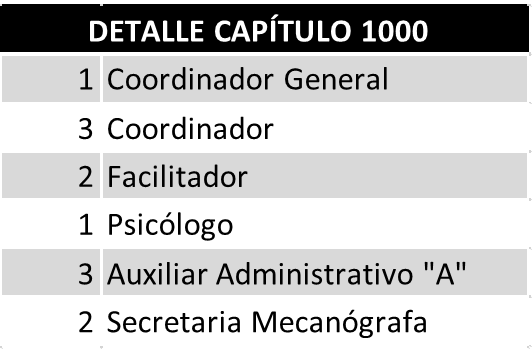 DETALLE CAPÍTULO 1000
1 Coordinador General
3 Coordinador
2 Facilitador
1 Psicólogo
3 Auxiliar Administrativo "A"
2 Secretaria Mecanógrafa